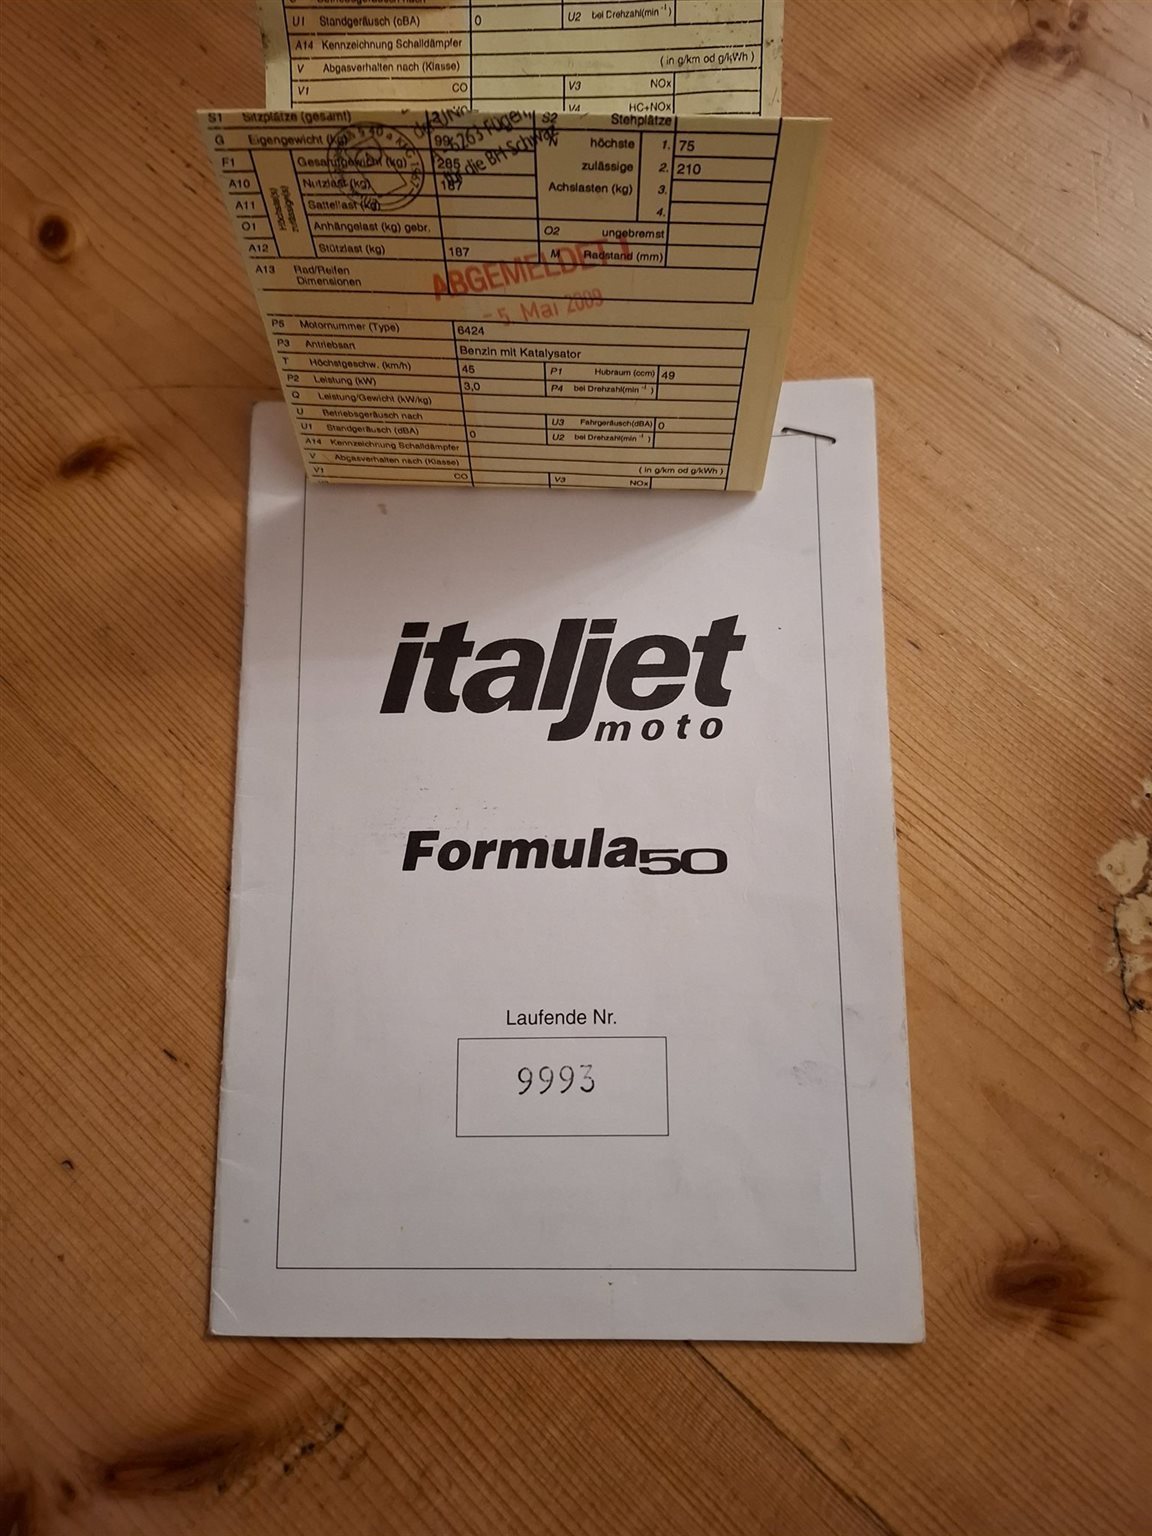 U1 Standgeräusch (dBA) 0 U2 bei Drehzahl(min⁻¹)
A14 Kennzeichnung Schalldämpfer
V Abgasverhalten nach (Klasse) ( in g/km od g/kWh )
V1 CO V3 NOx
V4 HC+NOx
S1 Sitzplätze (gesamt) S2 Stehplätze
G Eigengewicht (kg) 99 höchste 1. 75
F1 Gesamtgewicht (kg) 285 zulässige 2. 210
A10 Nutzlast (kg) 187 Achslasten (kg) 3.
A11 Sattellast (kg) 4.
O1 Anhängelast (kg) gebr. O2 ungebremst
A12 Stützlast (kg) 187 M Radstand (mm)
Höchste(s)
zulässige(s)
A13 Rad/Reifen
Dimensionen
ABGEMELDET !
- 5. Mai 2009
P5 Motornummer (Type) 6424
P3 Antriebsart Benzin mit Katalysator
T Höchstgeschw. (km/h) 45 P1 Hubraum (ccm) 49
P2 Leistung (kW) 3,0 P4 bei Drehzahl(min⁻¹)
Q Leistung/Gewicht (kW/kg)
U Betriebsgeräusch nach U3 Fahrgeräusch(dBA) 0
U1 Standgeräusch (dBA) 0 U2 bei Drehzahl(min⁻¹)
A14 Kennzeichnung Schalldämpfer
V Abgasverhalten nach (Klasse) ( in g/km od g/kWh )
V1 CO V3 NOx
italjet
moto
Formula50
Laufende Nr.
9993